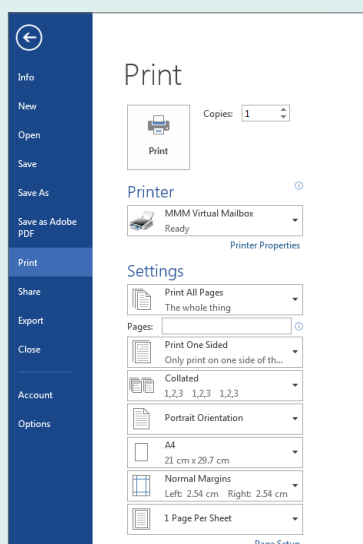 Info
New
Open
Save
Save As
Save as Adobe
PDF
Print
Share
Export
Close
Account
Options
Print
Print
Copies: 1
Printer
MMM Virtual Mailbox
Ready
Printer Properties
Settings
Print All Pages
The whole thing
Pages:
Print One Sided
Only print on one side of th...
Collated
1,2,3 1,2,3 1,2,3
Portrait Orientation
A4
21 cm x 29.7 cm
Normal Margins
Left: 2.54 cm Right: 2.54 cm
1 Page Per Sheet
Page Setup